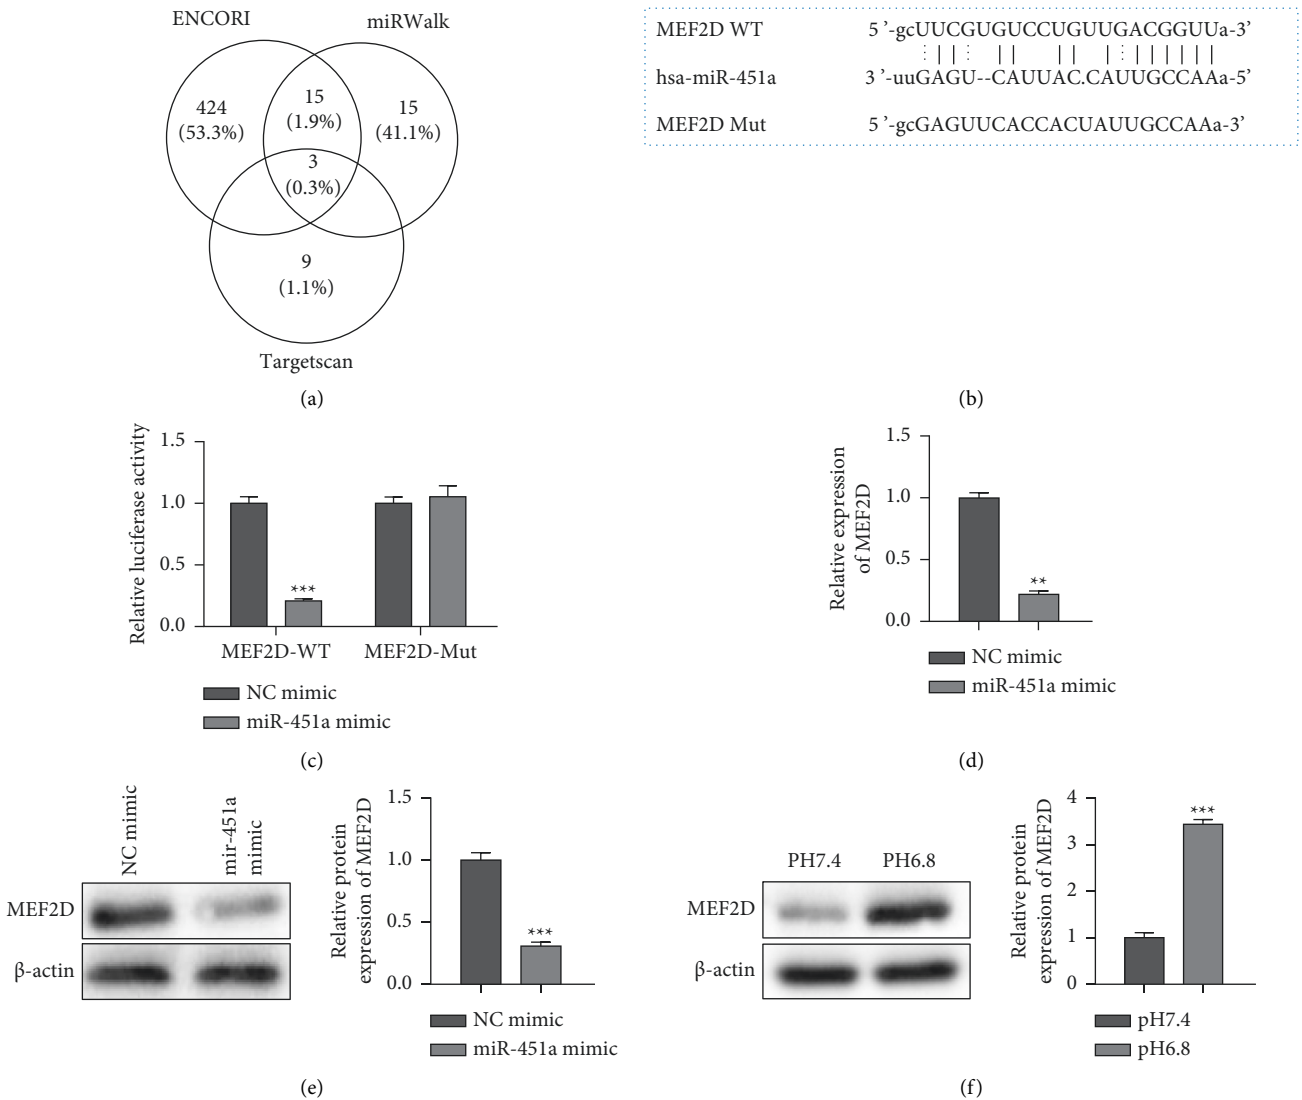 ENCORI
miRWalk
424
(53.3%)
15
(1.9%)
15
(41.1%)
3
(0.3%)
9
(1.1%)
Targetscan
(a)
MEF2D WT 5 ’-gcUUCGUGUCCUGUUGACGGUUa-3’
hsa-miR-451a 3 ’-uuGAGU--CAUUAC.CAUUGCCAAa-5’
MEF2D Mut 5 ’-gcGAGUUCACCACUAUUGCCAAa-3’
(b)
Relative luciferase activity
1.5
1.0
0.5
0.0
***
MEF2D-WT MEF2D-Mut
NC mimic
miR-451a mimic
(c)
Relative expression
of MEF2D
1.5
1.0
0.5
0.0
**
NC mimic
miR-451a mimic
(d)
NC mimic
mir-451a
mimic
MEF2D
β-actin
Relative protein
expression of MEF2D
1.5
1.0
0.5
0.0
***
NC mimic
miR-451a mimic
(e)
PH7.4 PH6.8
MEF2D
β-actin
Relative protein
expression of MEF2D
4
3
2
1
0
***
pH7.4
pH6.8
(f)